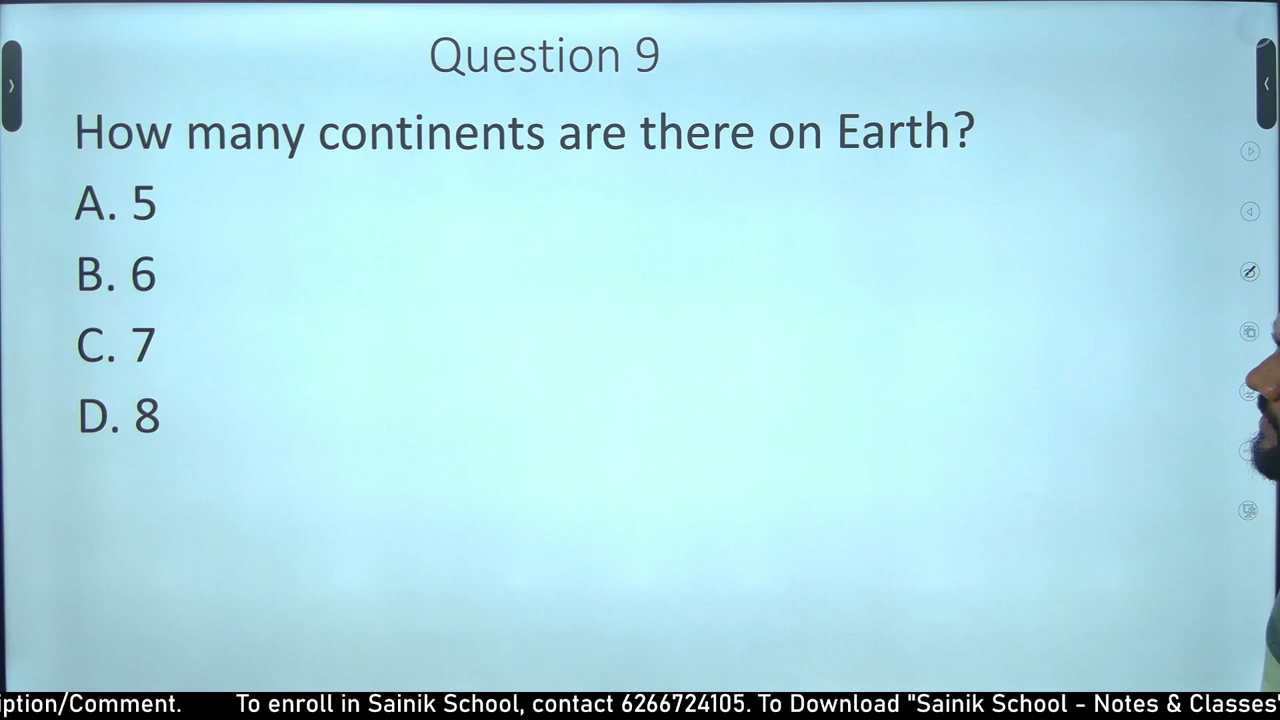 Question 9
How many continents are there on Earth?
A. 5
B. 6
C. 7
D. 8
iption/Comment. To enroll in Sainik School, contact 6266724105. To Download "Sainik School - Notes & Classes